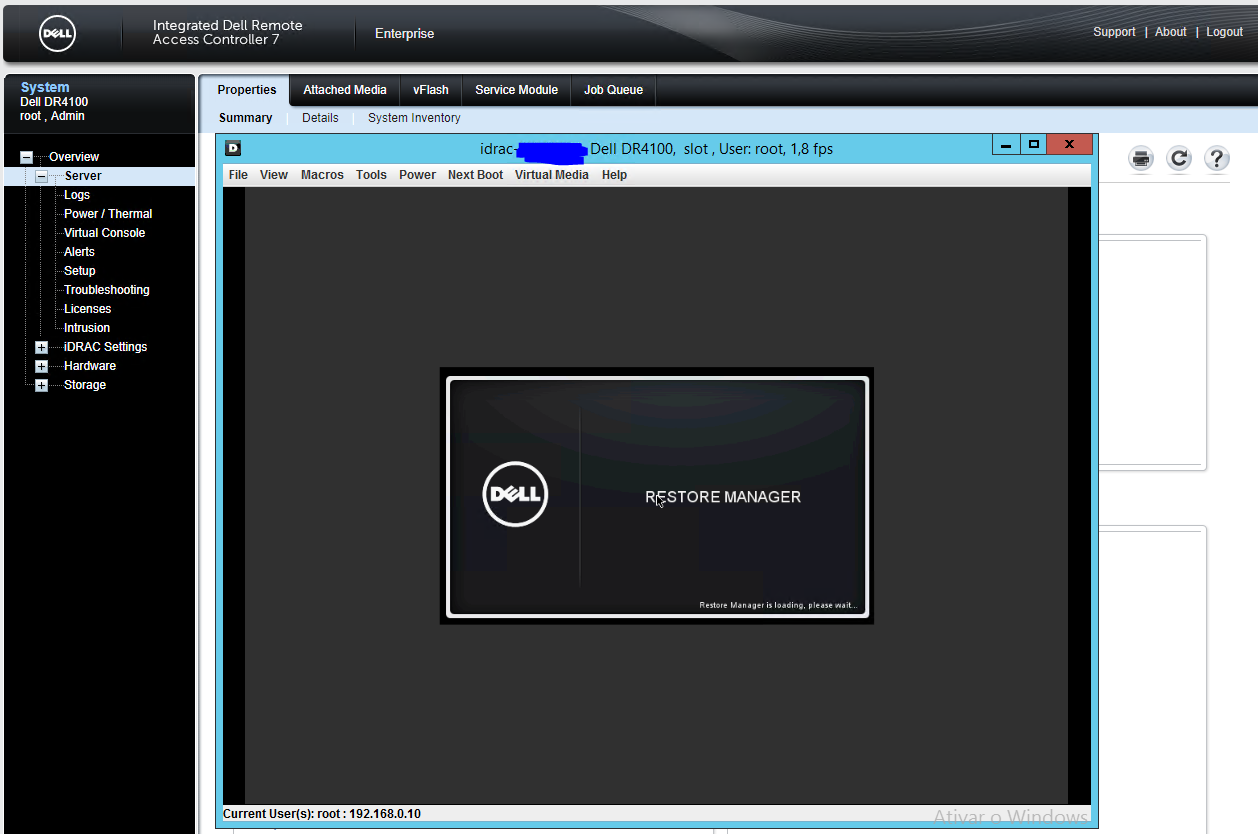 DELL
Integrated Dell Remote
Access Controller 7
Enterprise
Support | About | Logout
System
Dell DR4100
root , Admin
Properties
Attached Media
vFlash
Service Module
Job Queue
Summary
Details
System Inventory
Overview
Server
Logs
Power / Thermal
Virtual Console
Alerts
Setup
Troubleshooting
Licenses
Intrusion
iDRAC Settings
Hardware
Storage
D
idrac- Dell DR4100, slot , User: root, 1,8 fps
X
File View Macros Tools Power Next Boot Virtual Media Help
DELL
RESTORE MANAGER
Restore Manager is loading, please wait...
Current User(s): root : 192.168.0.10
Ativar o Windows